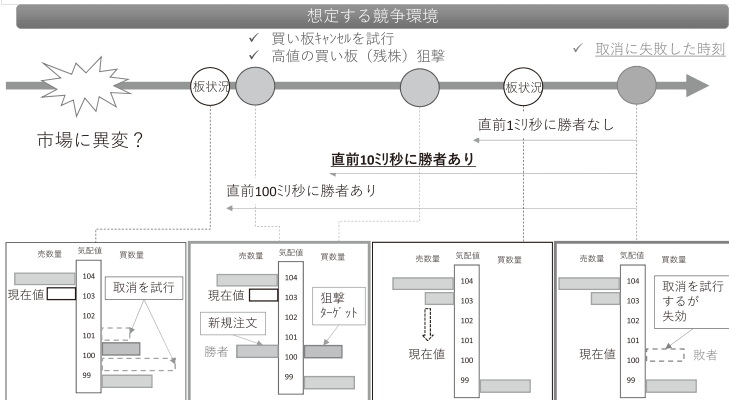 想定する競争環境
✓ 買い板ｷｬﾝｾﾙを試行
✓ 高値の買い板（残株）狙撃
✓ 取消に失敗した時刻
板状況
板状況
市場に異変？
直前1ﾐﾘ秒に勝者なし
直前10ﾐﾘ秒に勝者あり
直前100ﾐﾘ秒に勝者あり
売数量 気配値 買数量
104
現在値 103
取消を試行
102
101
100
99
売数量 気配値 買数量
104
現在値 103
狙撃
ﾀｰｹﾞｯﾄ
新規注文
102
101
勝者 100
99
売数量 気配値 買数量
104
103
102
101
現在値 100
99
売数量 気配値 買数量
104
取消を試行
するが
失効
103
102
101
現在値 100 敗者
99